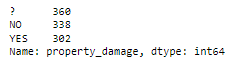 ?      360
NO     338
YES    302
Name: property_damage, dtype: int64